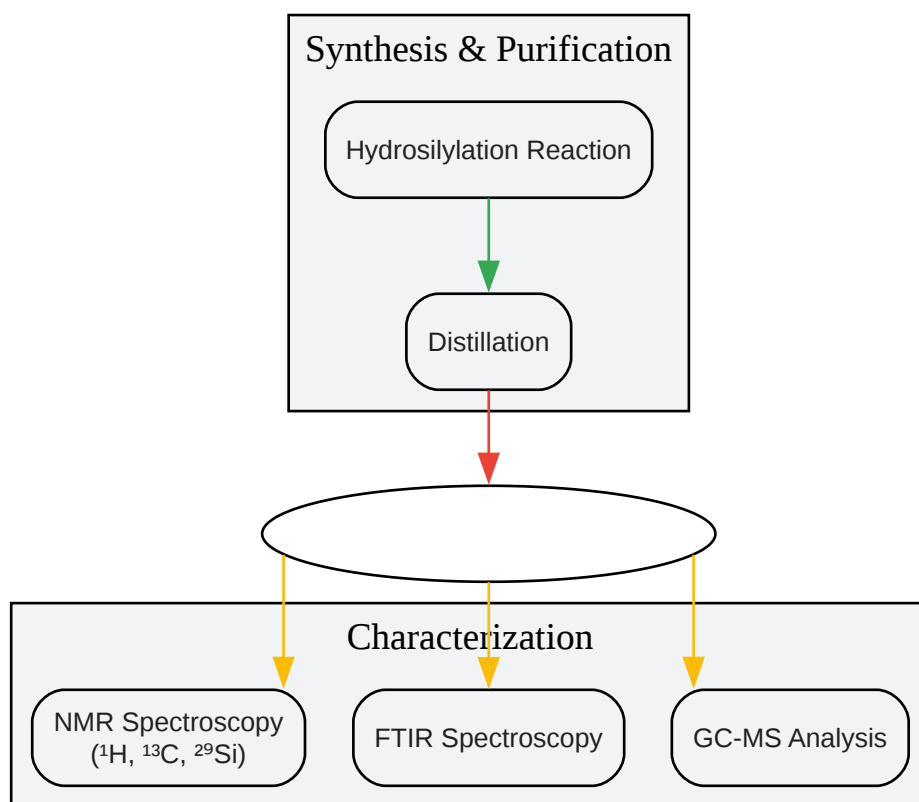 Synthesis & Purification
Hydrosilylation Reaction
Distillation
Characterization
NMR Spectroscopy
(¹H, ¹³C, ²⁹Si)
FTIR Spectroscopy
GC-MS Analysis